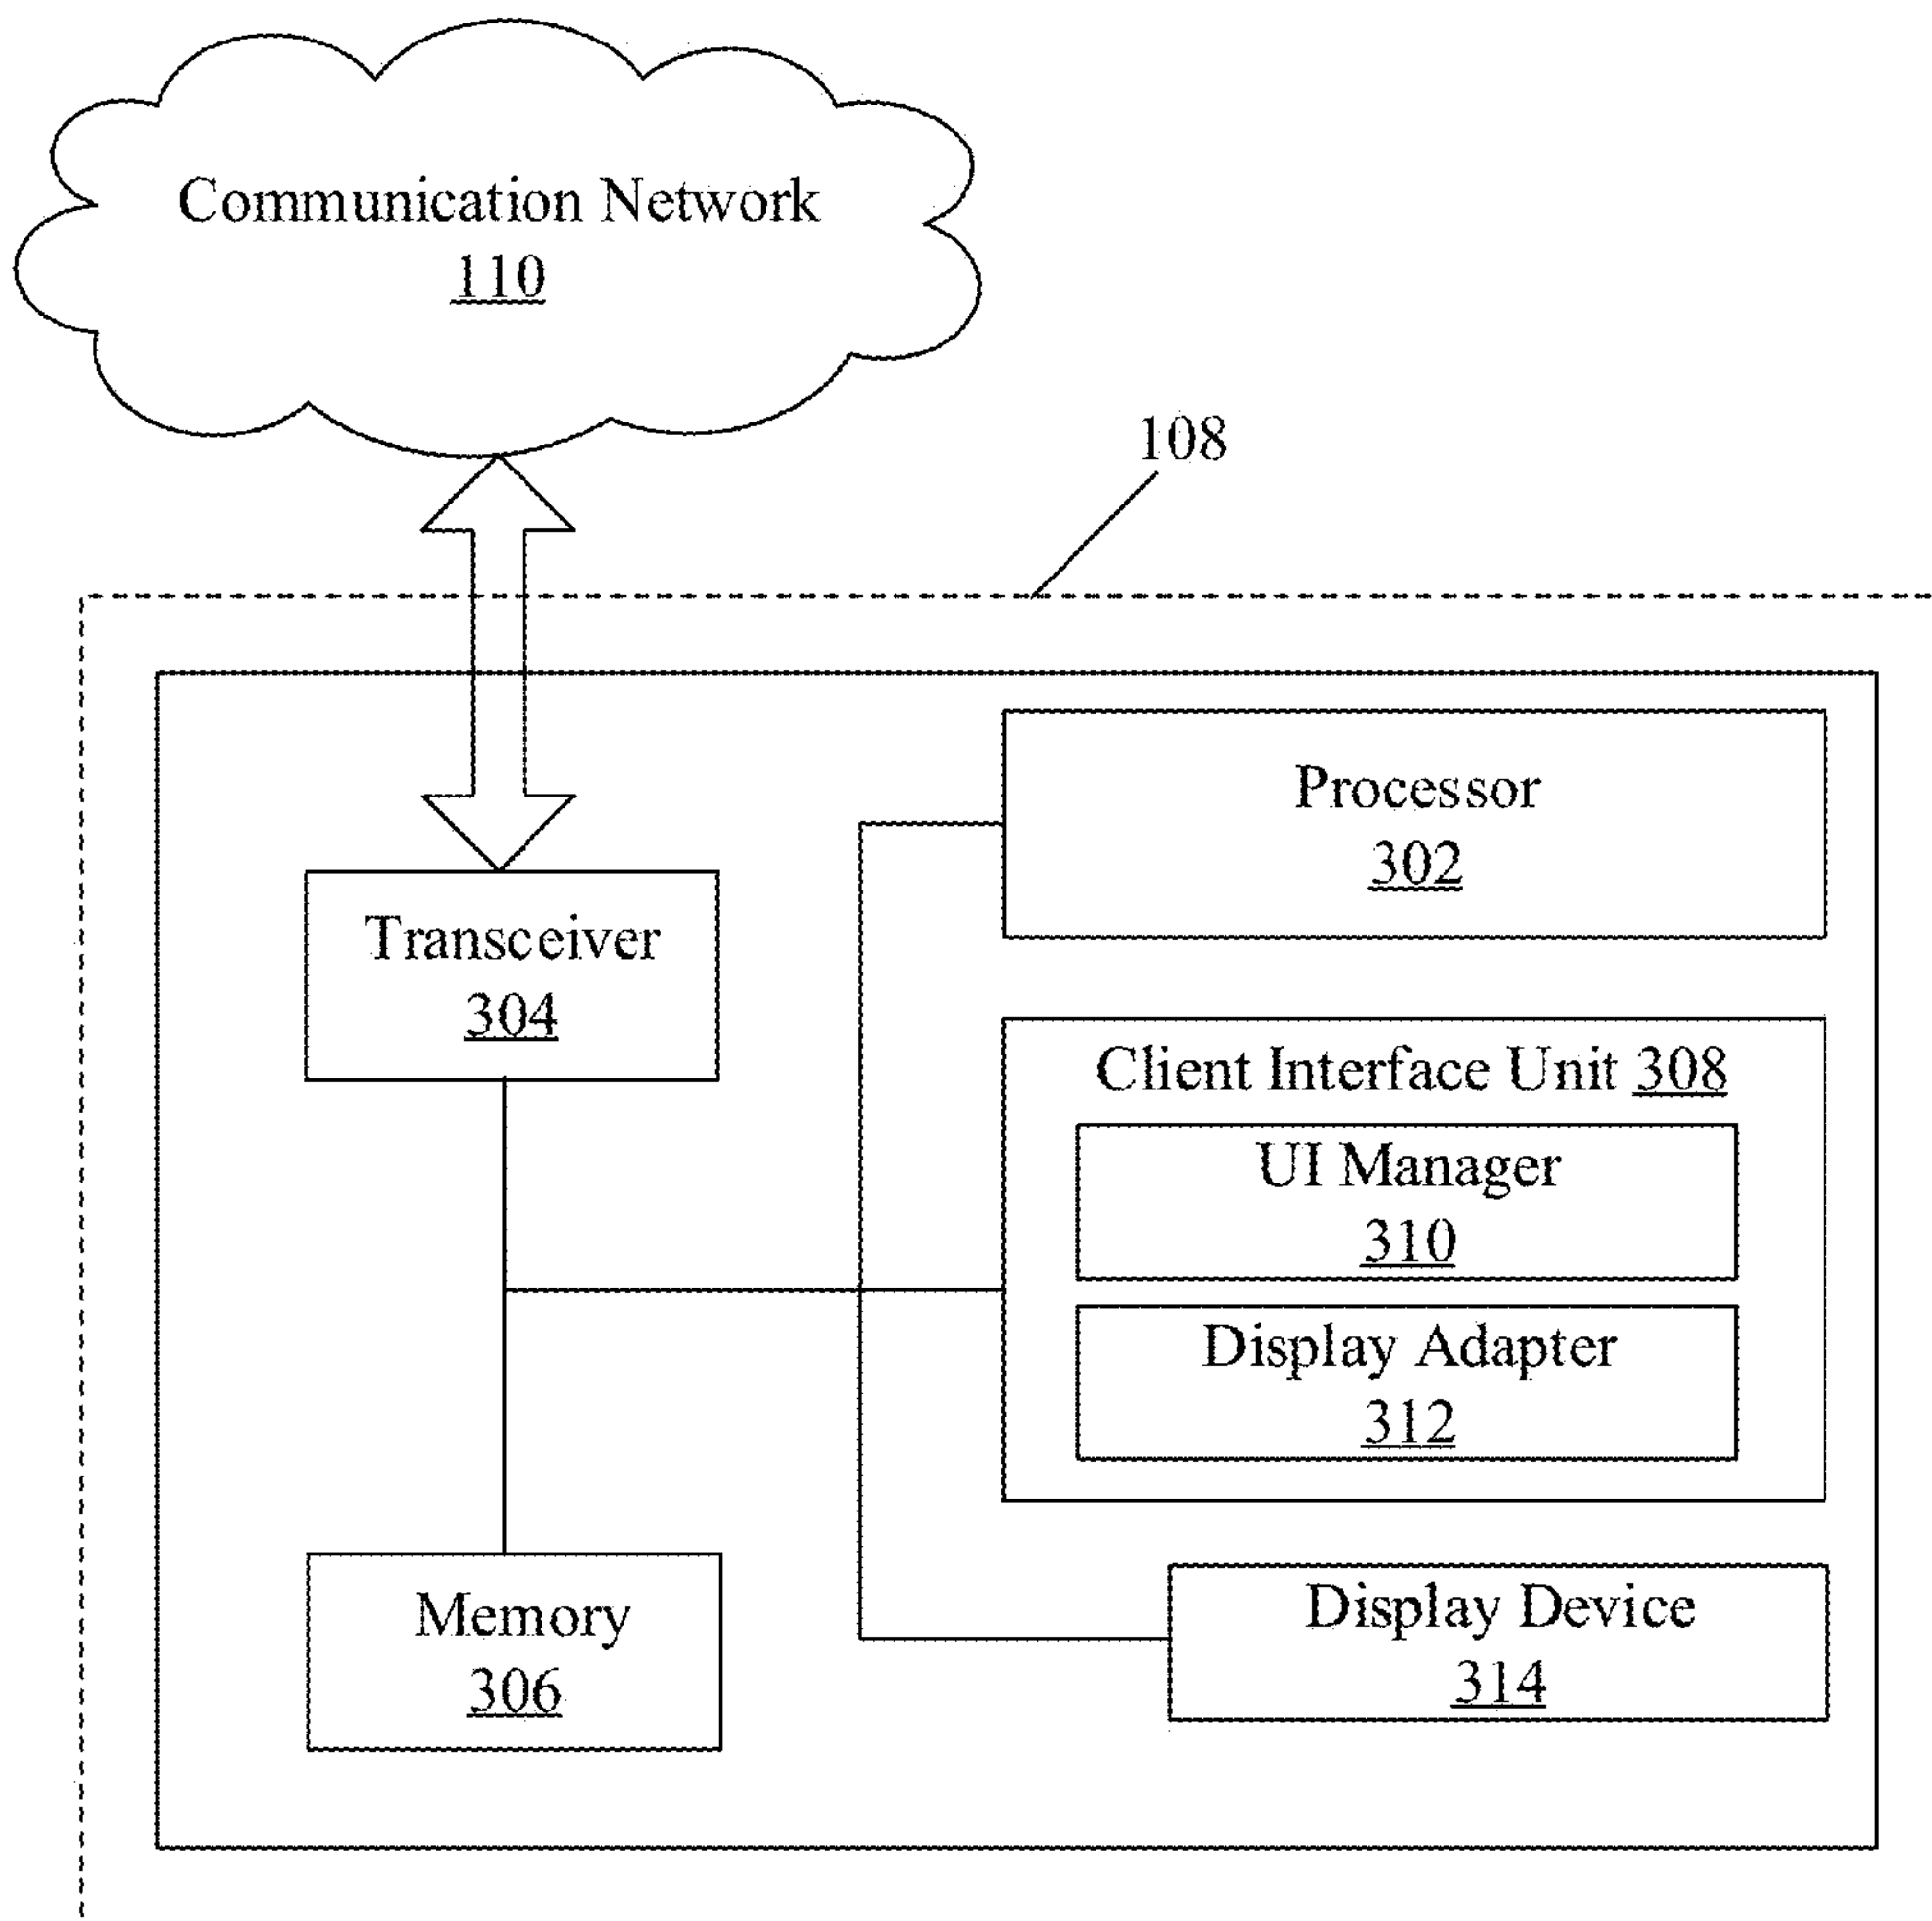 Communication Network
110
108
Processor
302
Transceiver
304
Client Interface Unit 308
UI Manager
310
Display Adapter
312
Memory
306
Display Device
314